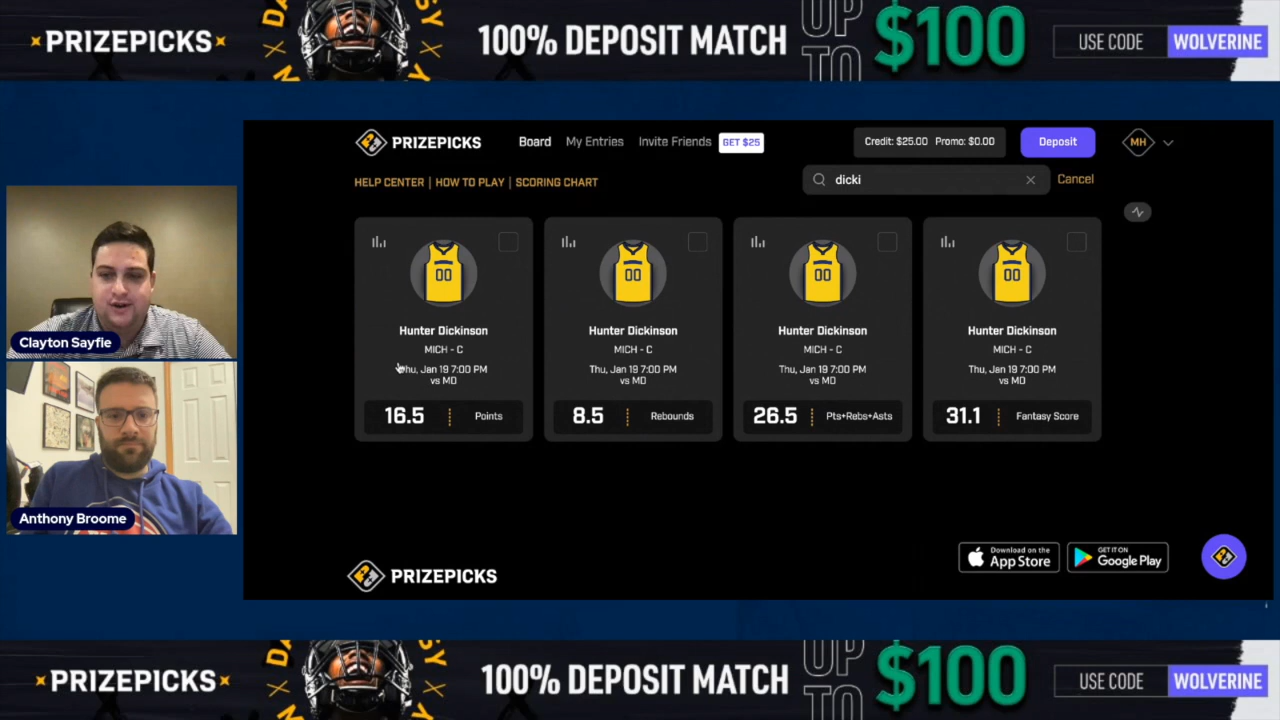 PRIZEPICKS
100% DEPOSIT MATCH
UP
TO
$100
USE CODE WOLVERINE
PRIZEPICKS
Board
My Entries
Invite Friends
GET $25
Credit: $25.00 Promo: $0.00
Deposit
MH
HELP CENTER | HOW TO PLAY | SCORING CHART
dicki
Cancel
00
Hunter Dickinson
MICH - C
Thu, Jan 19 7:00 PM
vs MD
16.5
Points
00
Hunter Dickinson
MICH - C
Thu, Jan 19 7:00 PM
vs MD
8.5
Rebounds
00
Hunter Dickinson
MICH - C
Thu, Jan 19 7:00 PM
vs MD
26.5
Pts+Rebs+Asts
00
Hunter Dickinson
MICH - C
Thu, Jan 19 7:00 PM
vs MD
31.1
Fantasy Score
Clayton Sayfie
Anthony Broome
Download on the
App Store
GET IT ON
Google Play
PRIZEPICKS
PRIZEPICKS
100% DEPOSIT MATCH
UP
TO
$100
USE CODE WOLVERINE